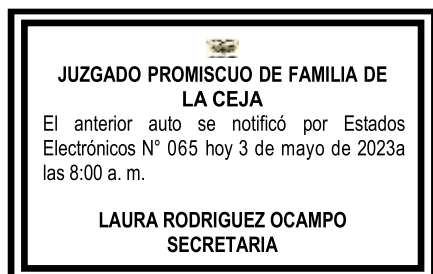 JUZGADO PROMISCUO DE FAMILIA DE
LA CEJA
El anterior auto se notificó por Estados
Electrónicos N° 065 hoy 3 de mayo de 2023a
las 8:00 a. m.
LAURA RODRIGUEZ OCAMPO
SECRETARIA